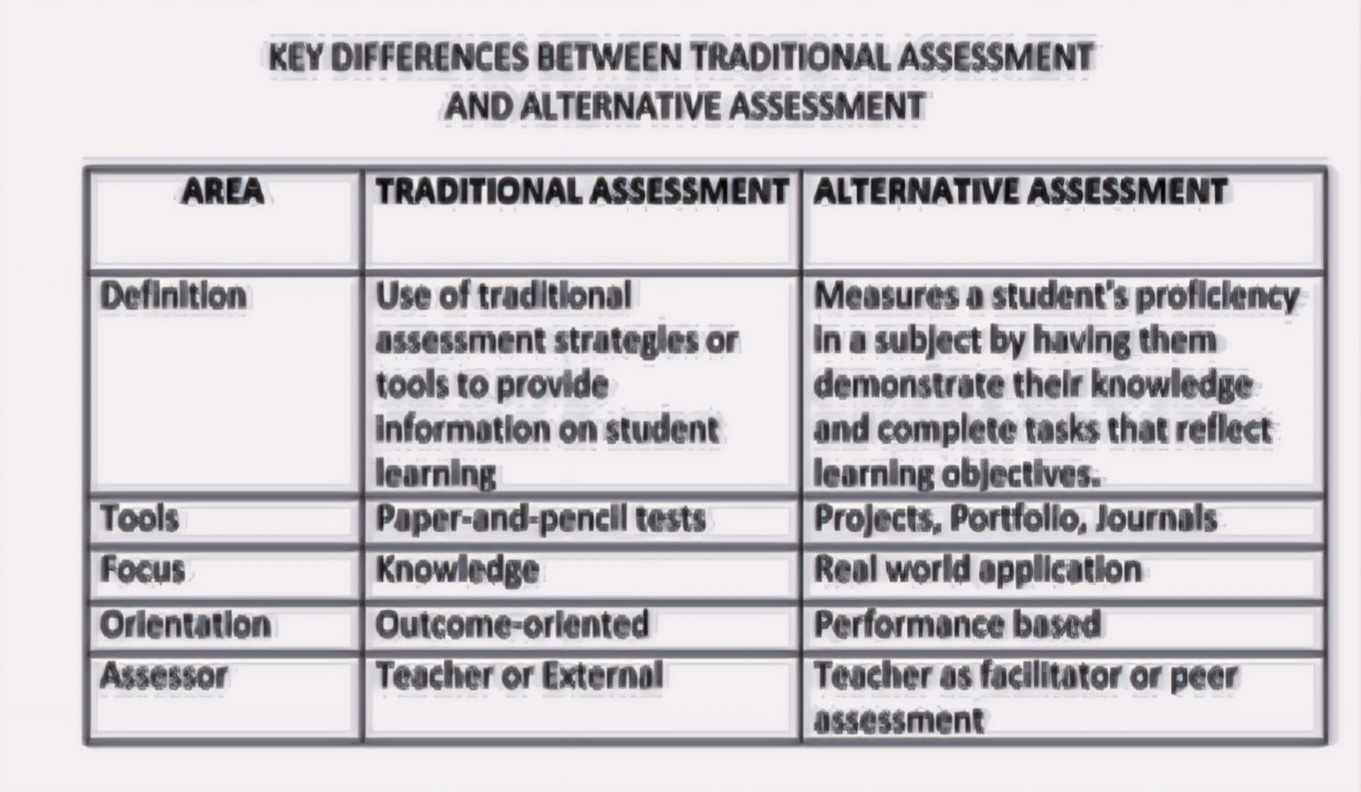 KEY DIFFERENCES BETWEEN TRADITIONAL ASSESSMENT
AND ALTERNATIVE ASSESSMENT
AREA
TRADITIONAL ASSESSMENT
ALTERNATIVE ASSESSMENT
Definition
Use of traditional
assessment strategies or
tools to provide
information on student
learning
Measures a student's proficiency
in a subject by having them
demonstrate their knowledge
and complete tasks that reflect
learning objectives.
Tools
Paper-and-pencil tests
Projects, Portfolio, Journals
Focus
Knowledge
Real world application
Orientation
Outcome-oriented
Performance based
Assessor
Teacher or External
Teacher as facilitator or peer
assessment